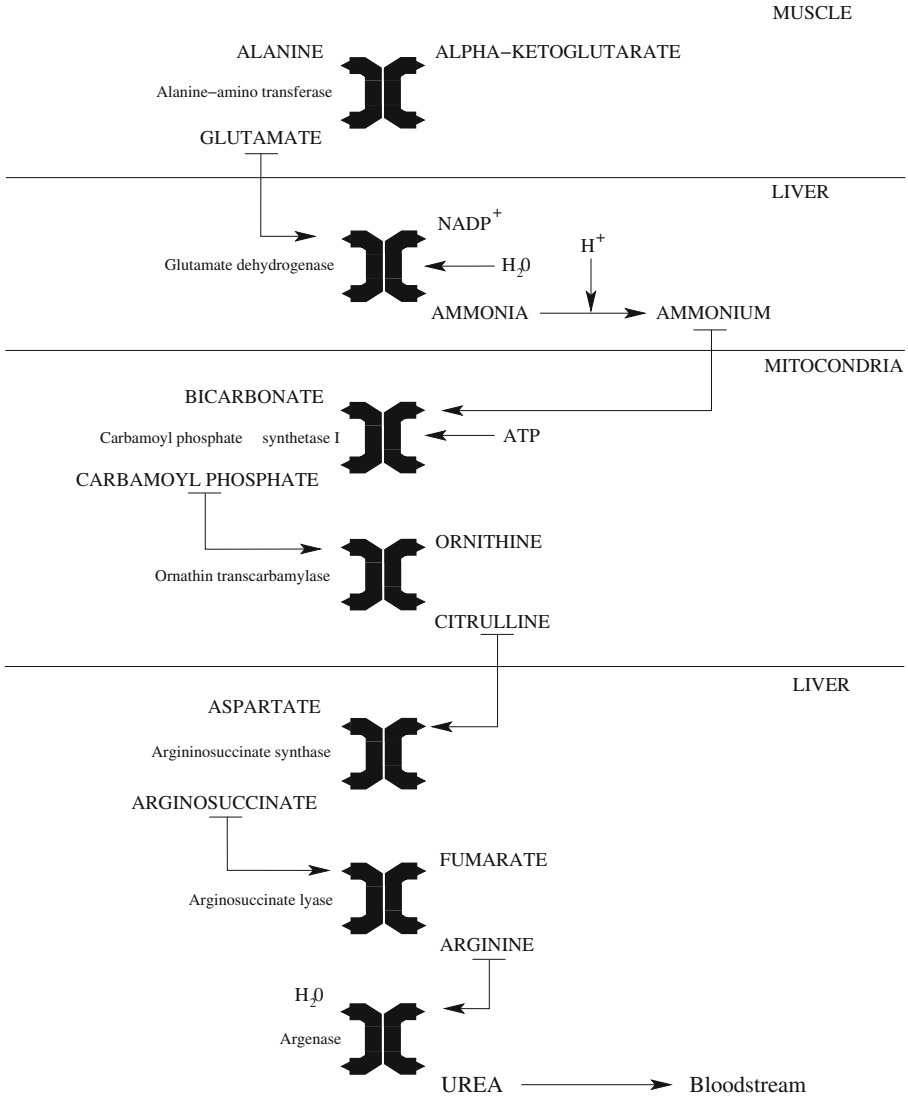 MUSCLE
ALANINE ALPHA−KETOGLUTARATE
Alanine−amino transferase
GLUTAMATE
LIVER
NADP+
H+
Glutamate dehydrogenase H20
AMMONIA AMMONIUM
MITOCONDRIA
BICARBONATE
Carbamoyl phosphate synthetase I ATP
CARBAMOYL PHOSPHATE
ORNITHINE
Ornathin transcarbamylase
CITRULLINE
LIVER
ASPARTATE
Argininosuccinate synthase
ARGINOSUCCINATE
FUMARATE
Arginosuccinate lyase
ARGININE
H20
Argenase
UREA Bloodstream